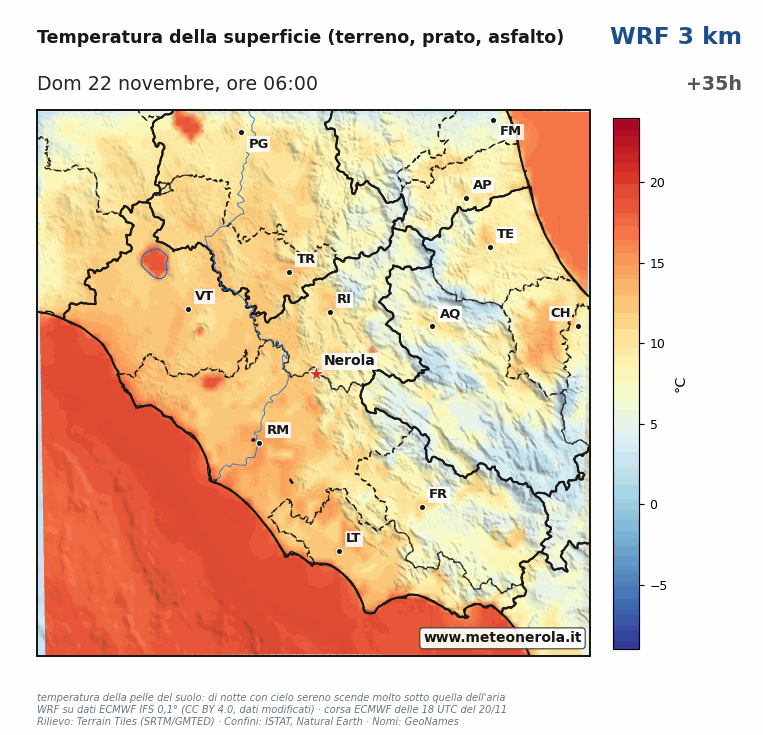 Temperatura della superficie (terreno, prato, asfalto)
WRF 3 km
Dom 22 novembre, ore 06:00
+35h
FM
PG
AP
TE
TR
RI
VT
AQ
CH
Nerola
RM
FR
LT
www.meteonerola.it
20
15
10
5
0
−5
°C
temperatura della pelle del suolo: di notte con cielo sereno scende molto sotto quella dell'aria
WRF su dati ECMWF IFS 0,1° (CC BY 4.0, dati modificati) · corsa ECMWF delle 18 UTC del 20/11
Rilievo: Terrain Tiles (SRTM/GMTED) · Confini: ISTAT, Natural Earth · Nomi: GeoNames